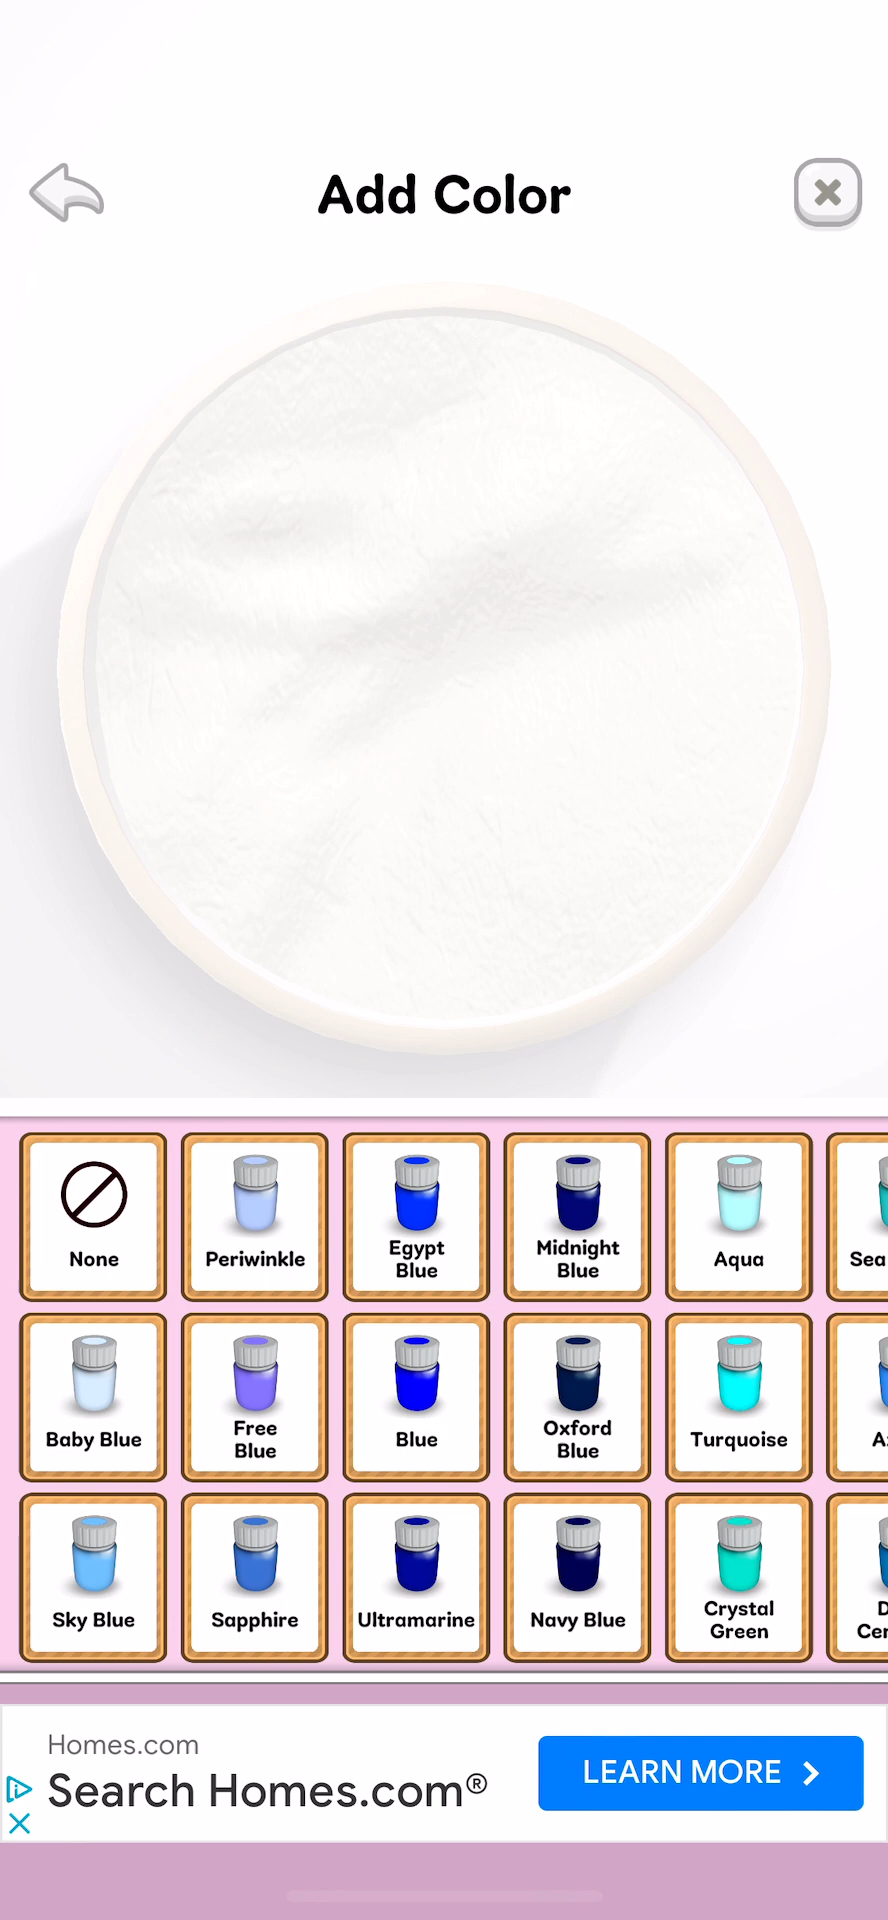 Add Color
None
Periwinkle
Egypt
Blue
Midnight
Blue
Aqua
Sea
Baby Blue
Free
Blue
Blue
Oxford
Blue
Turquoise
Sky Blue
Sapphire
Ultramarine
Navy Blue
Crystal
Green
D
Cer
Homes.com
Search Homes.com®
LEARN MORE